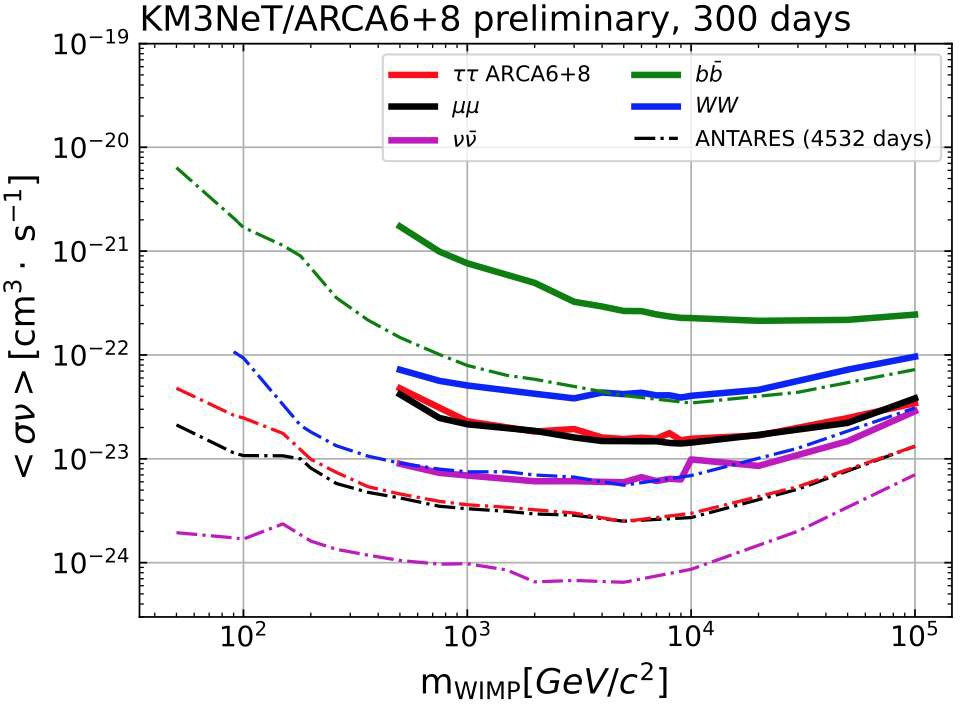 KM3NeT/ARCA6+8 preliminary, 300 days
10⁻¹⁹
10⁻²⁰
10⁻²¹
10⁻²²
10⁻²³
10⁻²⁴
< σν > [cm³ · s⁻¹]
ττ ARCA6+8
μμ
νν̄
bb̄
WW
ANTARES (4532 days)
10² 10³ 10⁴ 10⁵
m_WIMP[GeV/c²]